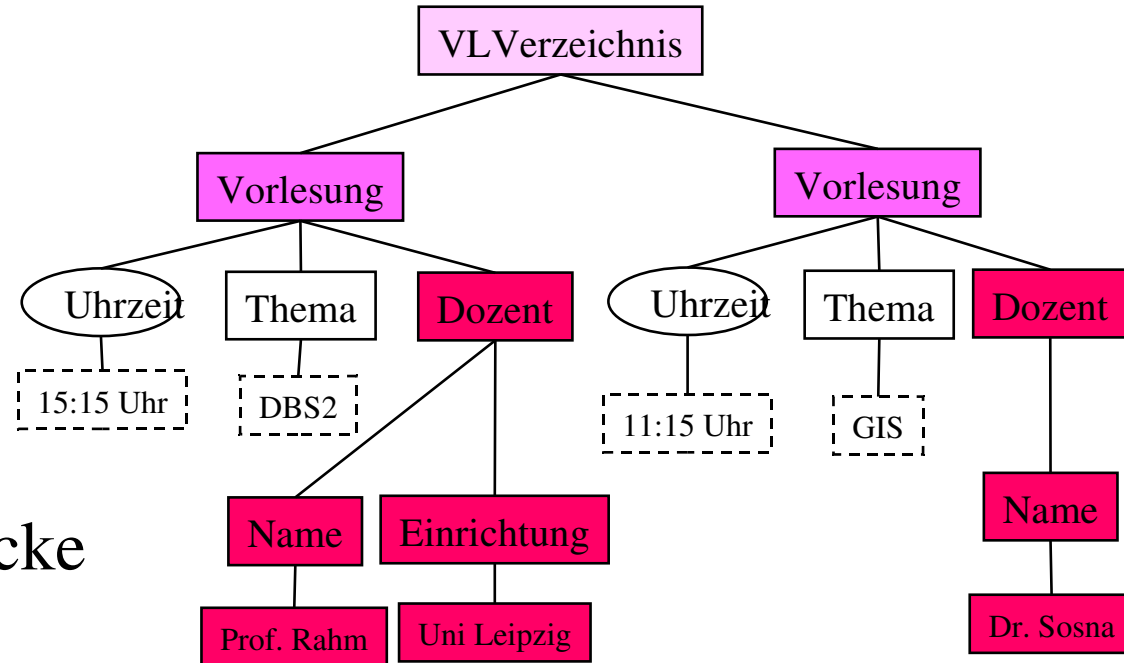 VLVerzeichnis
Vorlesung Vorlesung
Uhrzeit Thema Dozent Uhrzeit Thema Dozent
15:15 Uhr DBS2 11:15 Uhr GIS
Name Einrichtung Name
cke
Prof. Rahm Uni Leipzig Dr. Sosna